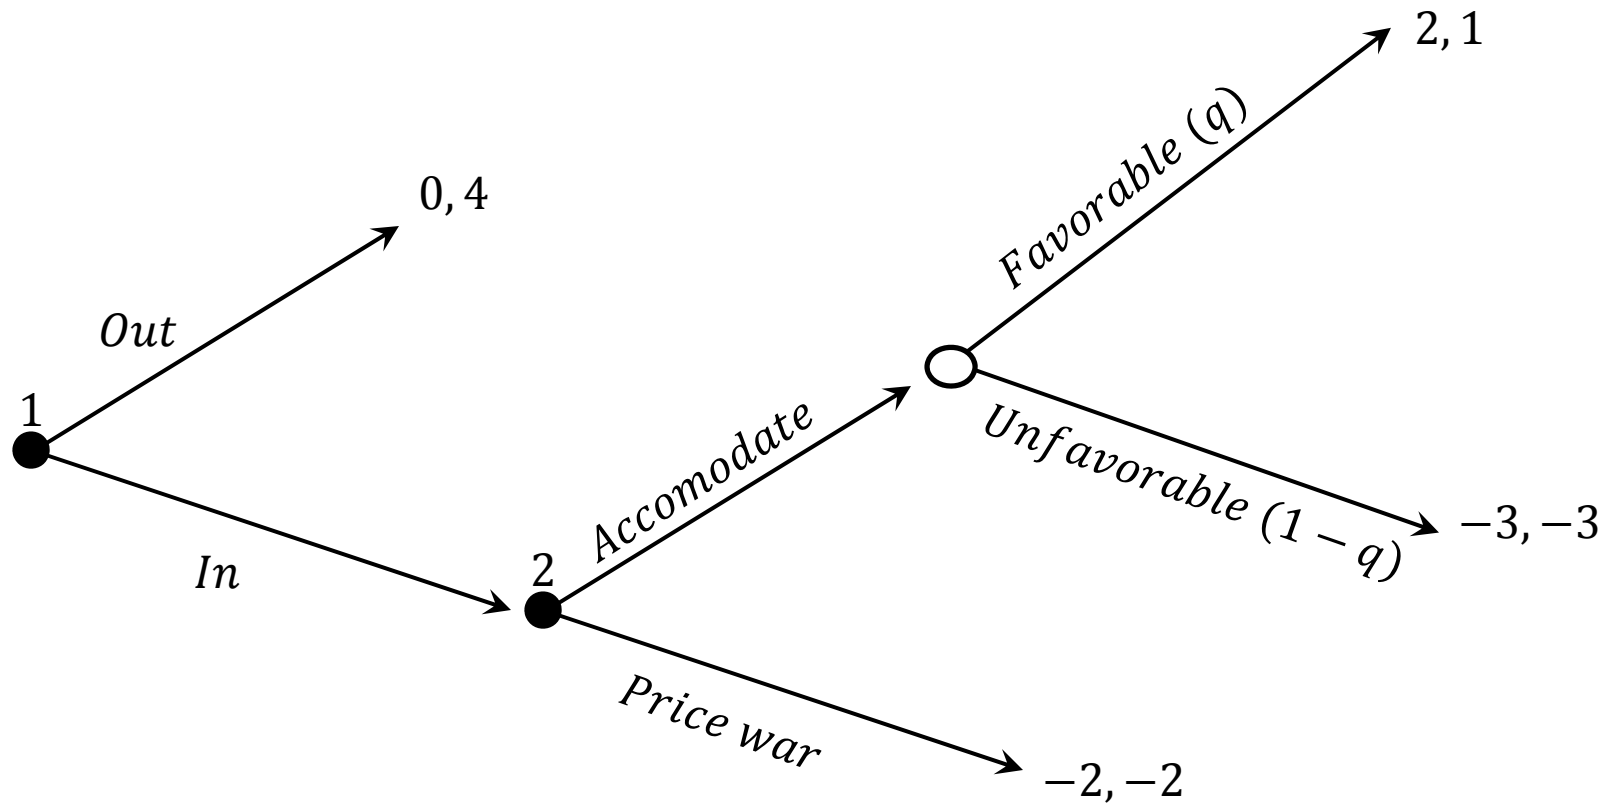 2, 1
Favorable (q)
0, 4
Out
1
Accomodate
Unfavorable (1 − q)
−3, −3
In
2
Price war
−2, −2